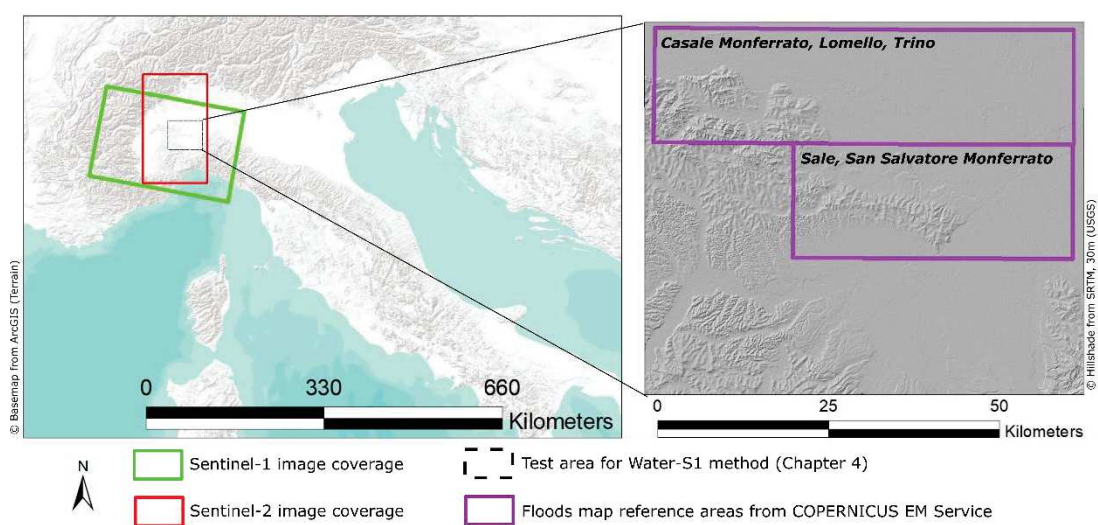 © Basemap from ArcGIS (Terrain)
0
330
660
Kilometers
Casale Monferrato, Lomello, Trino
Sale, San Salvatore Monferrato
© Hillshade from SRTM, 30m (USGS)
0
25
50
Kilometers
N
Sentinel-1 image coverage
Test area for Water-S1 method (Chapter 4)
Sentinel-2 image coverage
Floods map reference areas from COPERNICUS EM Service